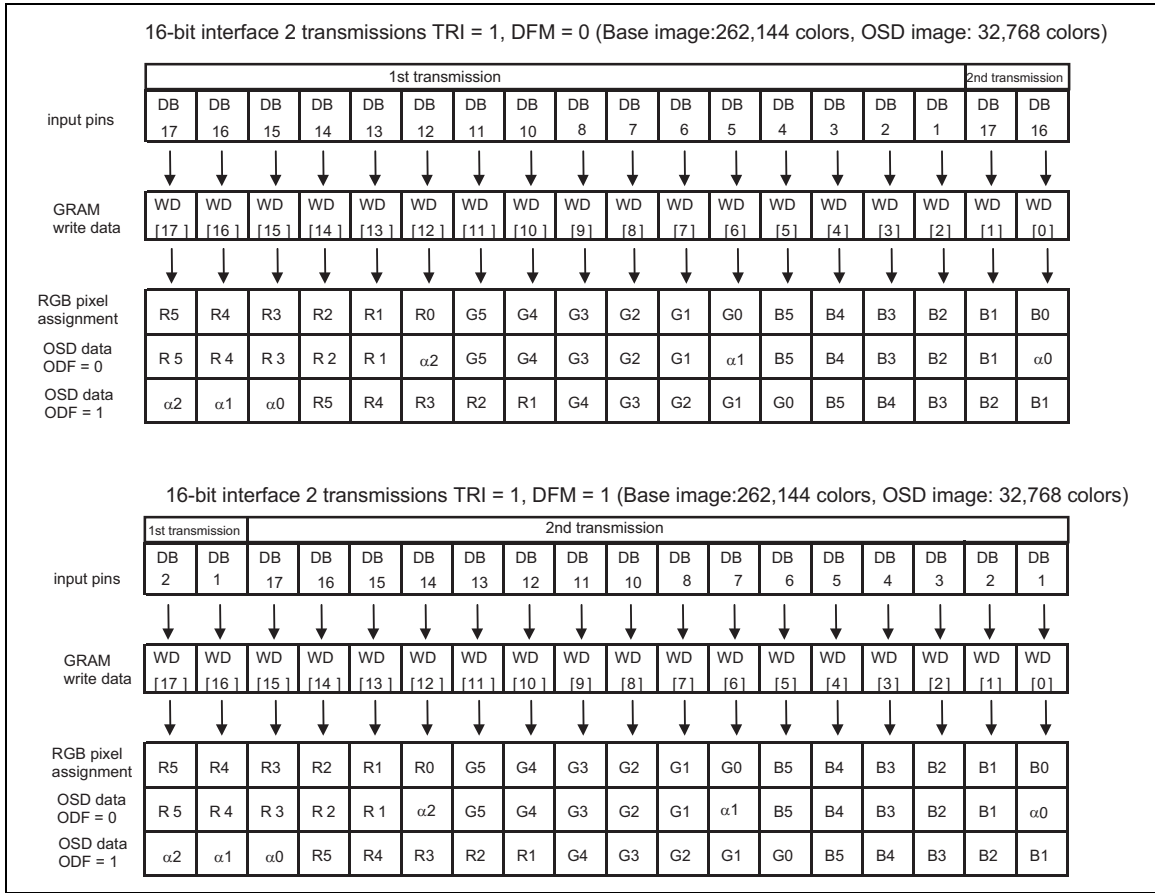 16-bit interface 2 transmissions TRI = 1, DFM = 0 (Base image:262,144 colors, OSD image: 32,768 colors)
1st transmission 2nd transmission
input pins DB 17 DB 16 DB 15 DB 14 DB 13 DB 12 DB 11 DB 10 DB 8 DB 7 DB 6 DB 5 DB 4 DB 3 DB 2 DB 1 DB 17 DB 16
GRAM write data WD [17] WD [16] WD [15] WD [14] WD [13] WD [12] WD [11] WD [10] WD [9] WD [8] WD [7] WD [6] WD [5] WD [4] WD [3] WD [2] WD [1] WD [0]
RGB pixel assignment R5 R4 R3 R2 R1 R0 G5 G4 G3 G2 G1 G0 B5 B4 B3 B2 B1 B0
OSD data ODF = 0 R 5 R 4 R 3 R 2 R 1 α2 G5 G4 G3 G2 G1 α1 B5 B4 B3 B2 B1 α0
OSD data ODF = 1 α2 α1 α0 R5 R4 R3 R2 R1 G4 G3 G2 G1 G0 B5 B4 B3 B2 B1
16-bit interface 2 transmissions TRI = 1, DFM = 1 (Base image:262,144 colors, OSD image: 32,768 colors)
1st transmission 2nd transmission
input pins DB 2 DB 1 DB 17 DB 16 DB 15 DB 14 DB 13 DB 12 DB 11 DB 10 DB 8 DB 7 DB 6 DB 5 DB 4 DB 3 DB 2 DB 1
GRAM write data WD [17] WD [16] WD [15] WD [14] WD [13] WD [12] WD [11] WD [10] WD [9] WD [8] WD [7] WD [6] WD [5] WD [4] WD [3] WD [2] WD [1] WD [0]
RGB pixel assignment R5 R4 R3 R2 R1 R0 G5 G4 G3 G2 G1 G0 B5 B4 B3 B2 B1 B0
OSD data ODF = 0 R 5 R 4 R 3 R 2 R 1 α2 G5 G4 G3 G2 G1 α1 B5 B4 B3 B2 B1 α0
OSD data ODF = 1 α2 α1 α0 R5 R4 R3 R2 R1 G4 G3 G2 G1 G0 B5 B4 B3 B2 B1